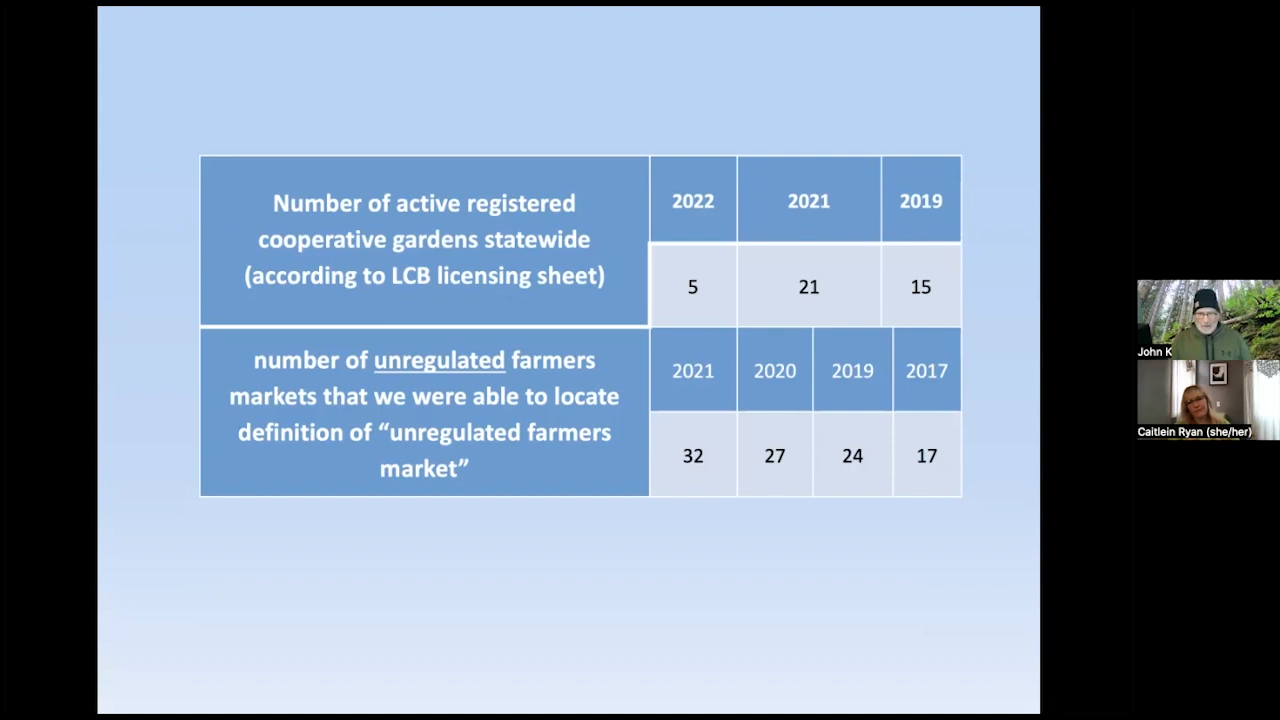 Number of active registered
cooperative gardens statewide
(according to LCB licensing sheet)
2022 2021 2019
5 21 15
number of unregulated farmers
markets that we were able to locate
definition of “unregulated farmers
market”
2021 2020 2019 2017
32 27 24 17
John K
Caitlein Ryan (she/her)